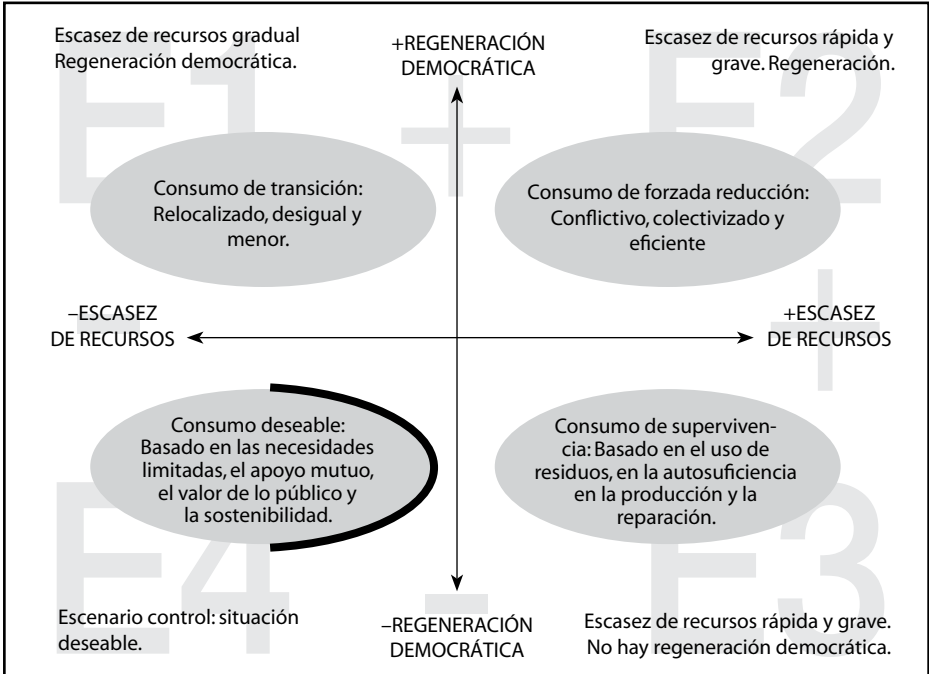 Escasez de recursos gradual
Regeneración democrática.
E1
+REGENERACIÓN
DEMOCRÁTICA
+
Escasez de recursos rápida y
grave. Regeneración.
E2
Consumo de transición:
Relocalizado, desigual y
menor.
Consumo de forzada reducción:
Conflictivo, colectivizado y
eficiente
–ESCASEZ
DE RECURSOS
–
+ESCASEZ
DE RECURSOS
+
Consumo deseable:
Basado en las necesidades
limitadas, el apoyo mutuo,
el valor de lo público y
la sostenibilidad.
Consumo de superviven-
cia: Basado en el uso de
residuos, en la autosuficiencia
en la producción y la
reparación.
E4
Escenario control: situación
deseable.
–
–REGENERACIÓN
DEMOCRÁTICA
E3
Escasez de recursos rápida y grave.
No hay regeneración democrática.